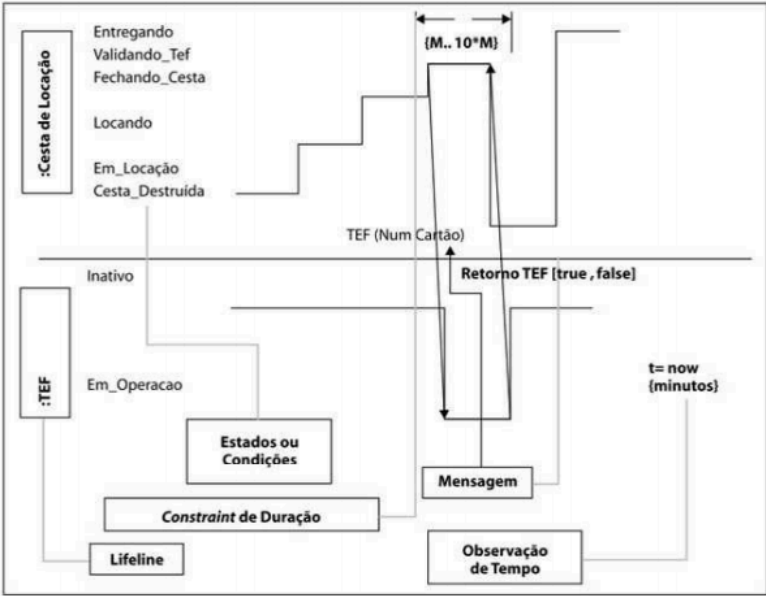 :Cesta de Locação
Entregando
Validando_Tef
Fechando_Cesta
Locando
Em_Locação
Cesta_Destruída
{M.. 10*M}
TEF (Num Cartão)
Retorno TEF [true , false]
:TEF
Inativo
Em_Operacao
t= now
{minutos}
Estados ou
Condições
Mensagem
Constraint de Duração
Lifeline
Observação
de Tempo